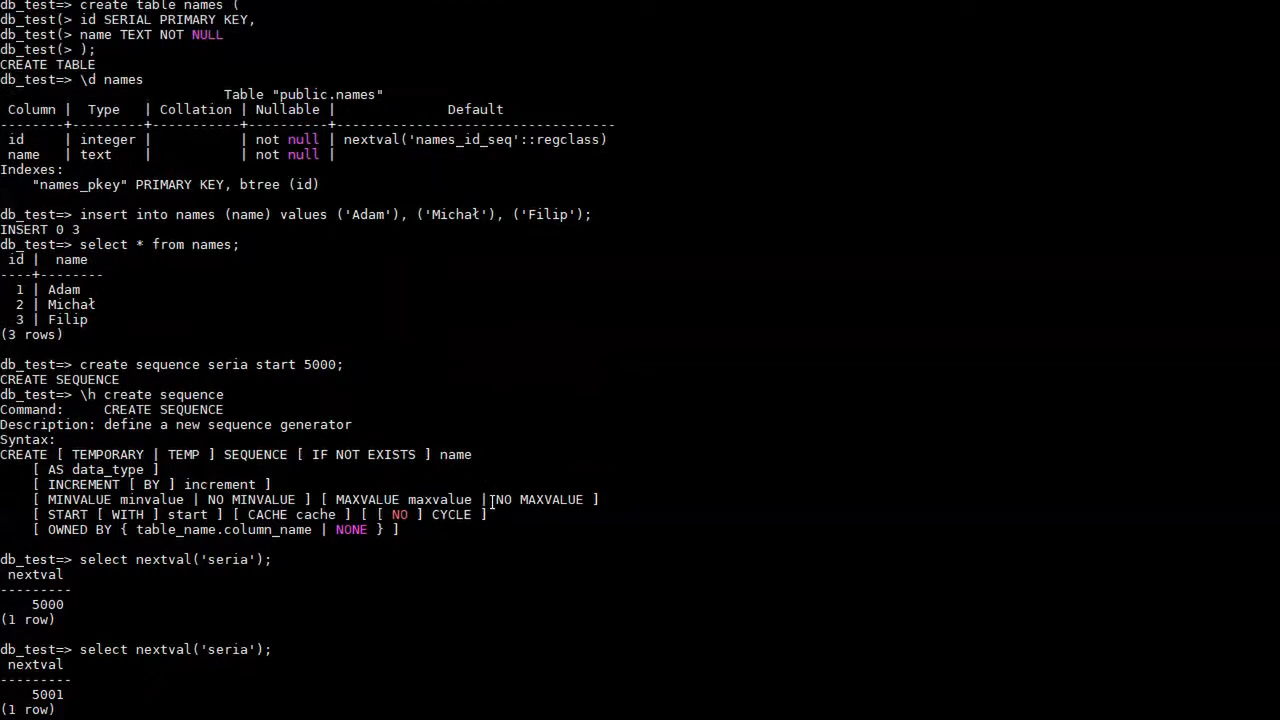 db_test=> create table names (
db_test(> id SERIAL PRIMARY KEY,
db_test(> name TEXT NOT NULL
db_test(> );
CREATE TABLE
db_test=> \d names
                            Table "public.names"
 Column |  Type   | Collation | Nullable |              Default
--------+---------+-----------+----------+-----------------------------------
 id     | integer |           | not null | nextval('names_id_seq'::regclass)
 name   | text    |           | not null |
Indexes:
    "names_pkey" PRIMARY KEY, btree (id)
db_test=> insert into names (name) values ('Adam'), ('Michał'), ('Filip');
INSERT 0 3
db_test=> select * from names;
 id |  name
----+--------
  1 | Adam
  2 | Michał
  3 | Filip
(3 rows)
db_test=> create sequence seria start 5000;
CREATE SEQUENCE
db_test=> \h create sequence
Command:     CREATE SEQUENCE
Description: define a new sequence generator
Syntax:
CREATE [ TEMPORARY | TEMP ] SEQUENCE [ IF NOT EXISTS ] name
    [ AS data_type ]
    [ INCREMENT [ BY ] increment ]
    [ MINVALUE minvalue | NO MINVALUE ] [ MAXVALUE maxvalue | NO MAXVALUE ]
    [ START [ WITH ] start ] [ CACHE cache ] [ [ NO ] CYCLE ]
    [ OWNED BY { table_name.column_name | NONE } ]
db_test=> select nextval('seria');
 nextval
---------
    5000
(1 row)
db_test=> select nextval('seria');
 nextval
---------
    5001
(1 row)